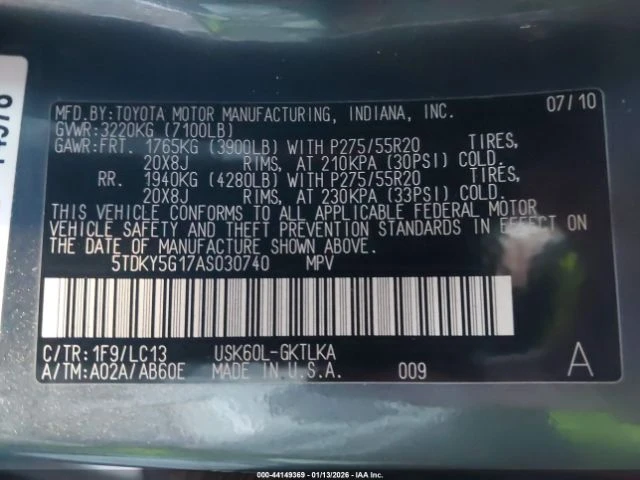 MFD.BY:TOYOTA MOTOR MANUFACTURING, INDIANA, INC. 07/10
GVWR:3220KG (7100LB)
GAWR:FRT. 1765KG (3900LB) WITH P275/55R20 TIRES,
20X8J RIMS, AT 210KPA (30PSI) COLD.
RR. 1940KG (4280LB) WITH P275/55R20 TIRES,
20X8J RIMS, AT 230KPA (33PSI) COLD.
THIS VEHICLE CONFORMS TO ALL APPLICABLE FEDERAL MOTOR
VEHICLE SAFETY AND THEFT PREVENTION STANDARDS IN EFFECT ON
THE DATE OF MANUFACTURE SHOWN ABOVE.
5TDKY5G17AS030740 MPV
C/TR:1F9/LC13 USK60L-GKTLKA A
A/TM:A02A/AB60E MADE IN U.S.A. 009
000-44149369 - 01/13/2026 - IAA Inc.